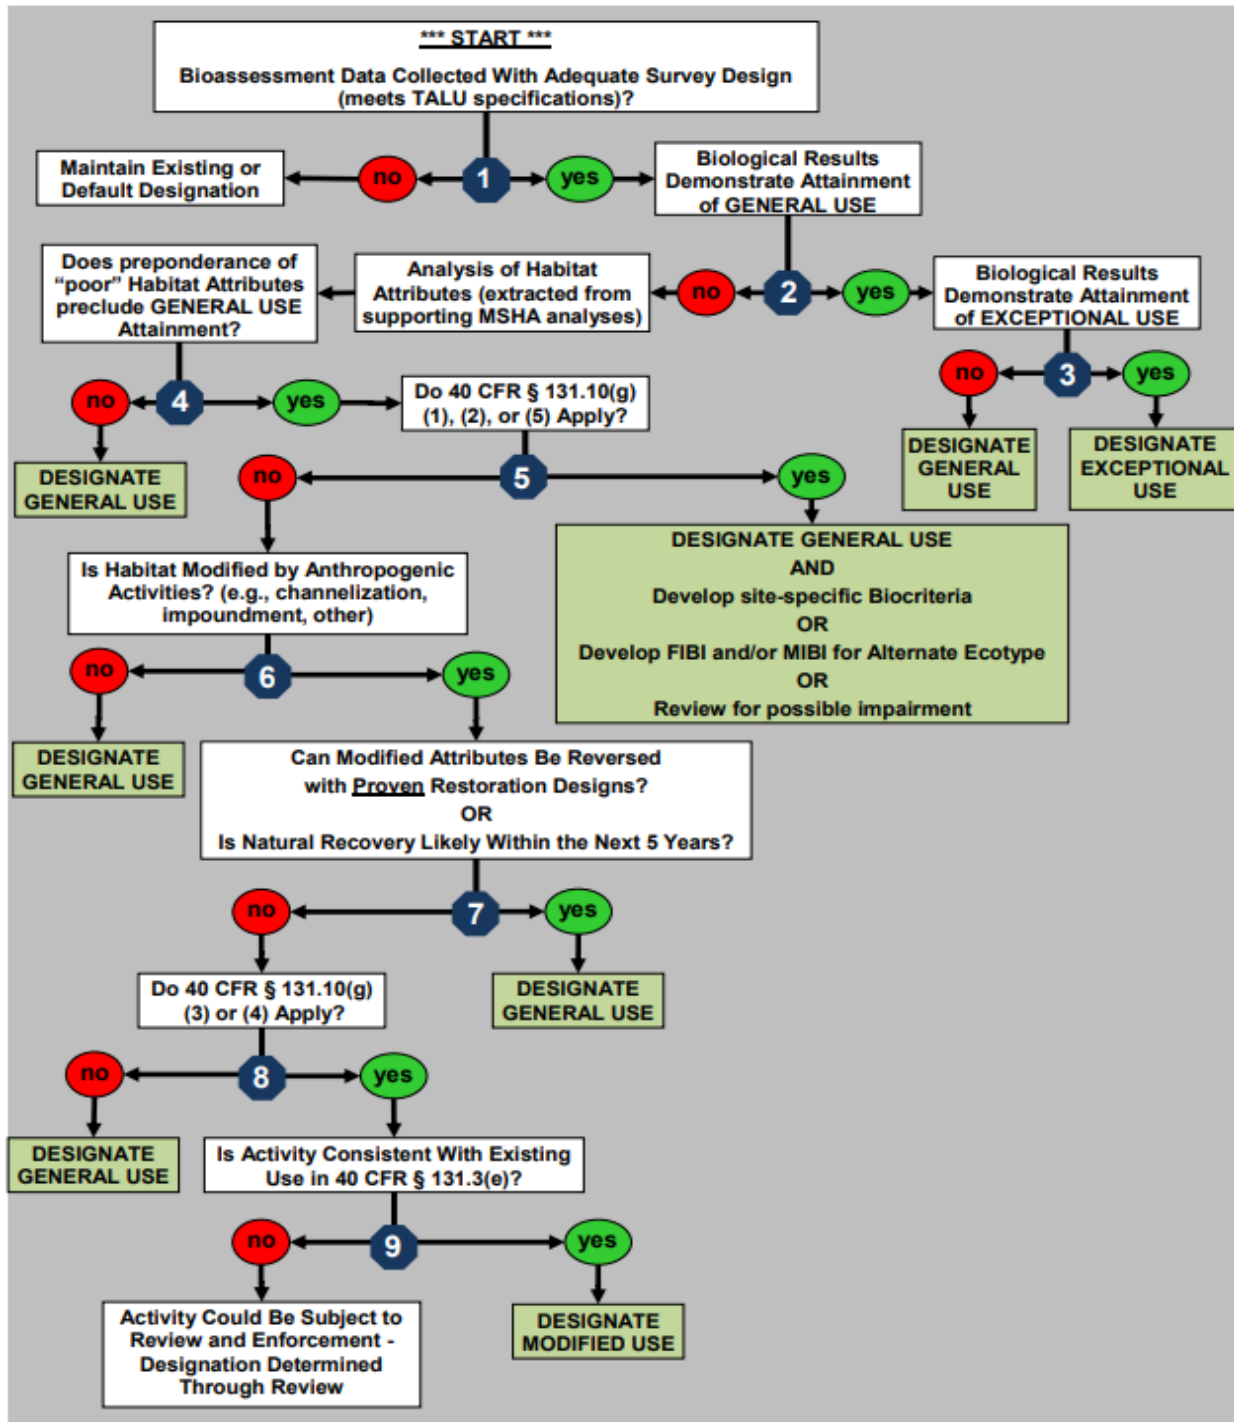 *** START ***
Bioassessment Data Collected With Adequate Survey Design
(meets TALU specifications)?
Maintain Existing or
Default Designation
no
1
yes
Biological Results
Demonstrate Attainment
of GENERAL USE
Does preponderance of
“poor” Habitat Attributes
preclude GENERAL USE
Attainment?
Analysis of Habitat
Attributes (extracted from
supporting MSHA analyses)
no
2
yes
Biological Results
Demonstrate Attainment
of EXCEPTIONAL USE
no
3
yes
no
4
yes
Do 40 CFR § 131.10(g)
(1), (2), or (5) Apply?
DESIGNATE
GENERAL
USE
DESIGNATE
EXCEPTIONAL
USE
DESIGNATE
GENERAL USE
no
5
yes
DESIGNATE GENERAL USE
AND
Develop site-specific Biocriteria
OR
Develop FIBI and/or MIBI for Alternate Ecotype
OR
Review for possible impairment
Is Habitat Modified by Anthropogenic
Activities? (e.g., channelization,
impoundment, other)
no
6
yes
DESIGNATE
GENERAL USE
Can Modified Attributes Be Reversed
with Proven Restoration Designs?
OR
Is Natural Recovery Likely Within the Next 5 Years?
no
7
yes
Do 40 CFR § 131.10(g)
(3) or (4) Apply?
DESIGNATE
GENERAL USE
no
8
yes
DESIGNATE
GENERAL USE
Is Activity Consistent With Existing
Use in 40 CFR § 131.3(e)?
no
9
yes
Activity Could Be Subject to
Review and Enforcement -
Designation Determined
Through Review
DESIGNATE
MODIFIED USE